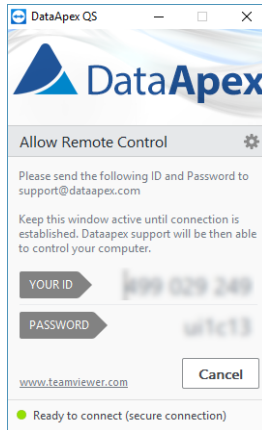 DataApex QS
DataApex
Allow Remote Control
Please send the following ID and Password to
support@dataapex.com
Keep this window active until connection is
established. Dataapex support will be then able
to control your computer.
YOUR ID
PASSWORD
Cancel
www.teamviewer.com
Ready to connect (secure connection)